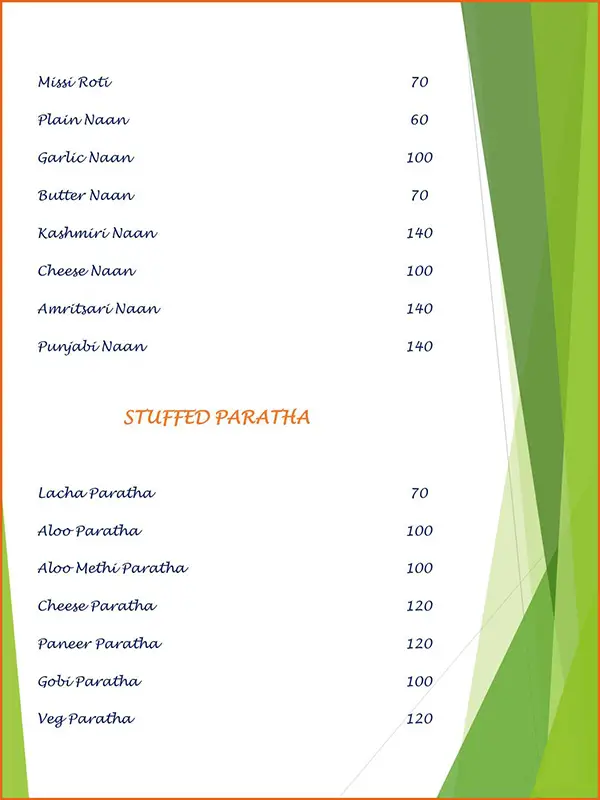 Missi Roti 70
Plain Naan 60
Garlic Naan 100
Butter Naan 70
Kashmiri Naan 140
Cheese Naan 100
Amritsari Naan 140
Punjabi Naan 140
STUFFED PARATHA
Lacha Paratha 70
Aloo Paratha 100
Aloo Methi Paratha 100
Cheese Paratha 120
Paneer Paratha 120
Gobi Paratha 100
Veg Paratha 120